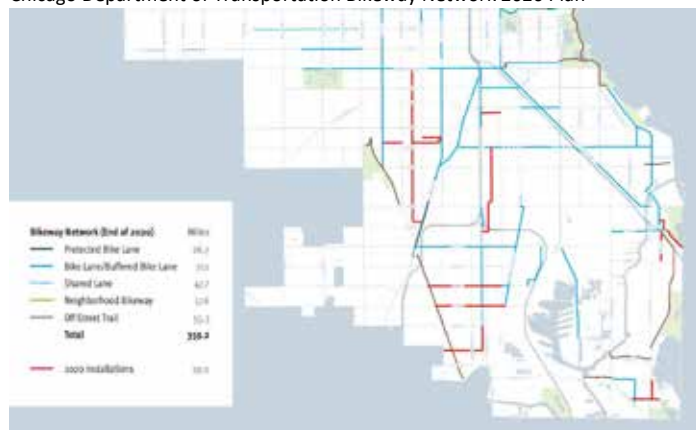 Chicago Department of Transportation Bikeway Network 2020 Plan
Bikeway Network (End of 2020) Miles
Protected Bike Lane
Bike Lane/Buffered Bike Lane
Shared Lane
Neighborhood Bikeway
Off Street Trail
Total
2020 Installations